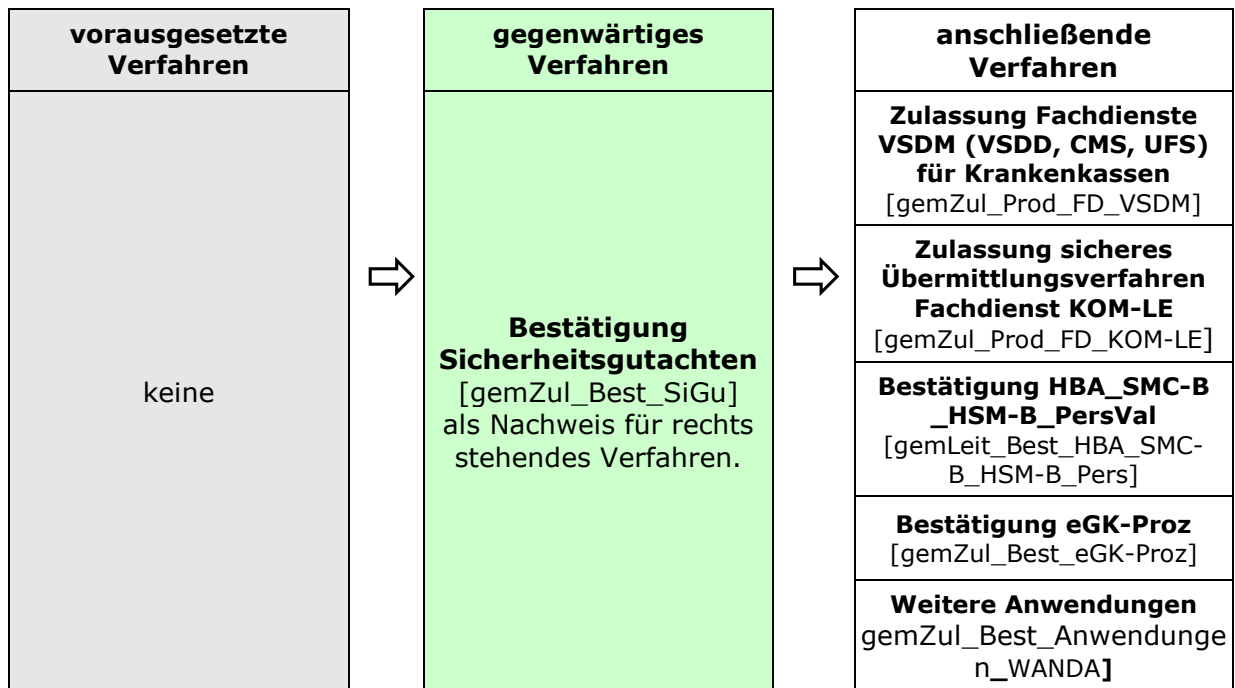 vorausgesetzte
Verfahren
keine
gegenwärtiges
Verfahren
Bestätigung
Sicherheitsgutachten
[gemZul_Best_SiGu]
als Nachweis für rechts
stehendes Verfahren.
anschließende
Verfahren
Zulassung Fachdienste
VSDM (VSDD, CMS, UFS)
für Krankenkassen
[gemZul_Prod_FD_VSDM]
Zulassung sicheres
Übermittlungsverfahren
Fachdienst KOM-LE
[gemZul_Prod_FD_KOM-LE]
Bestätigung HBA_SMC-B
_HSM-B_PersVal
[gemLeit_Best_HBA_SMC-
B_HSM-B_Pers]
Bestätigung eGK-Proz
[gemZul_Best_eGK-Proz]
Weitere Anwendungen
gemZul_Best_Anwendunge
n_WANDA]